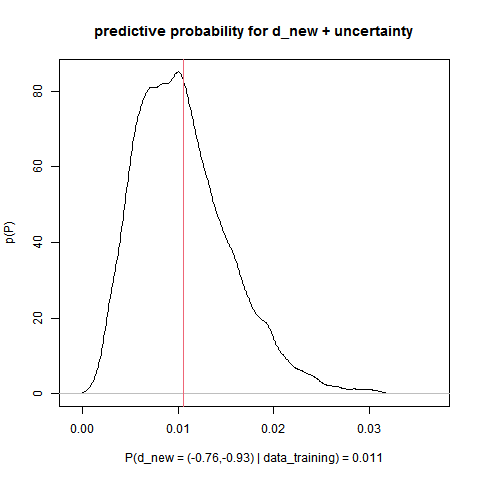 predictive probability for d_new + uncertainty
p(P)
80
60
40
20
0
0.00 0.01 0.02 0.03
P(d_new = (-0.76,-0.93) | data_training) = 0.011